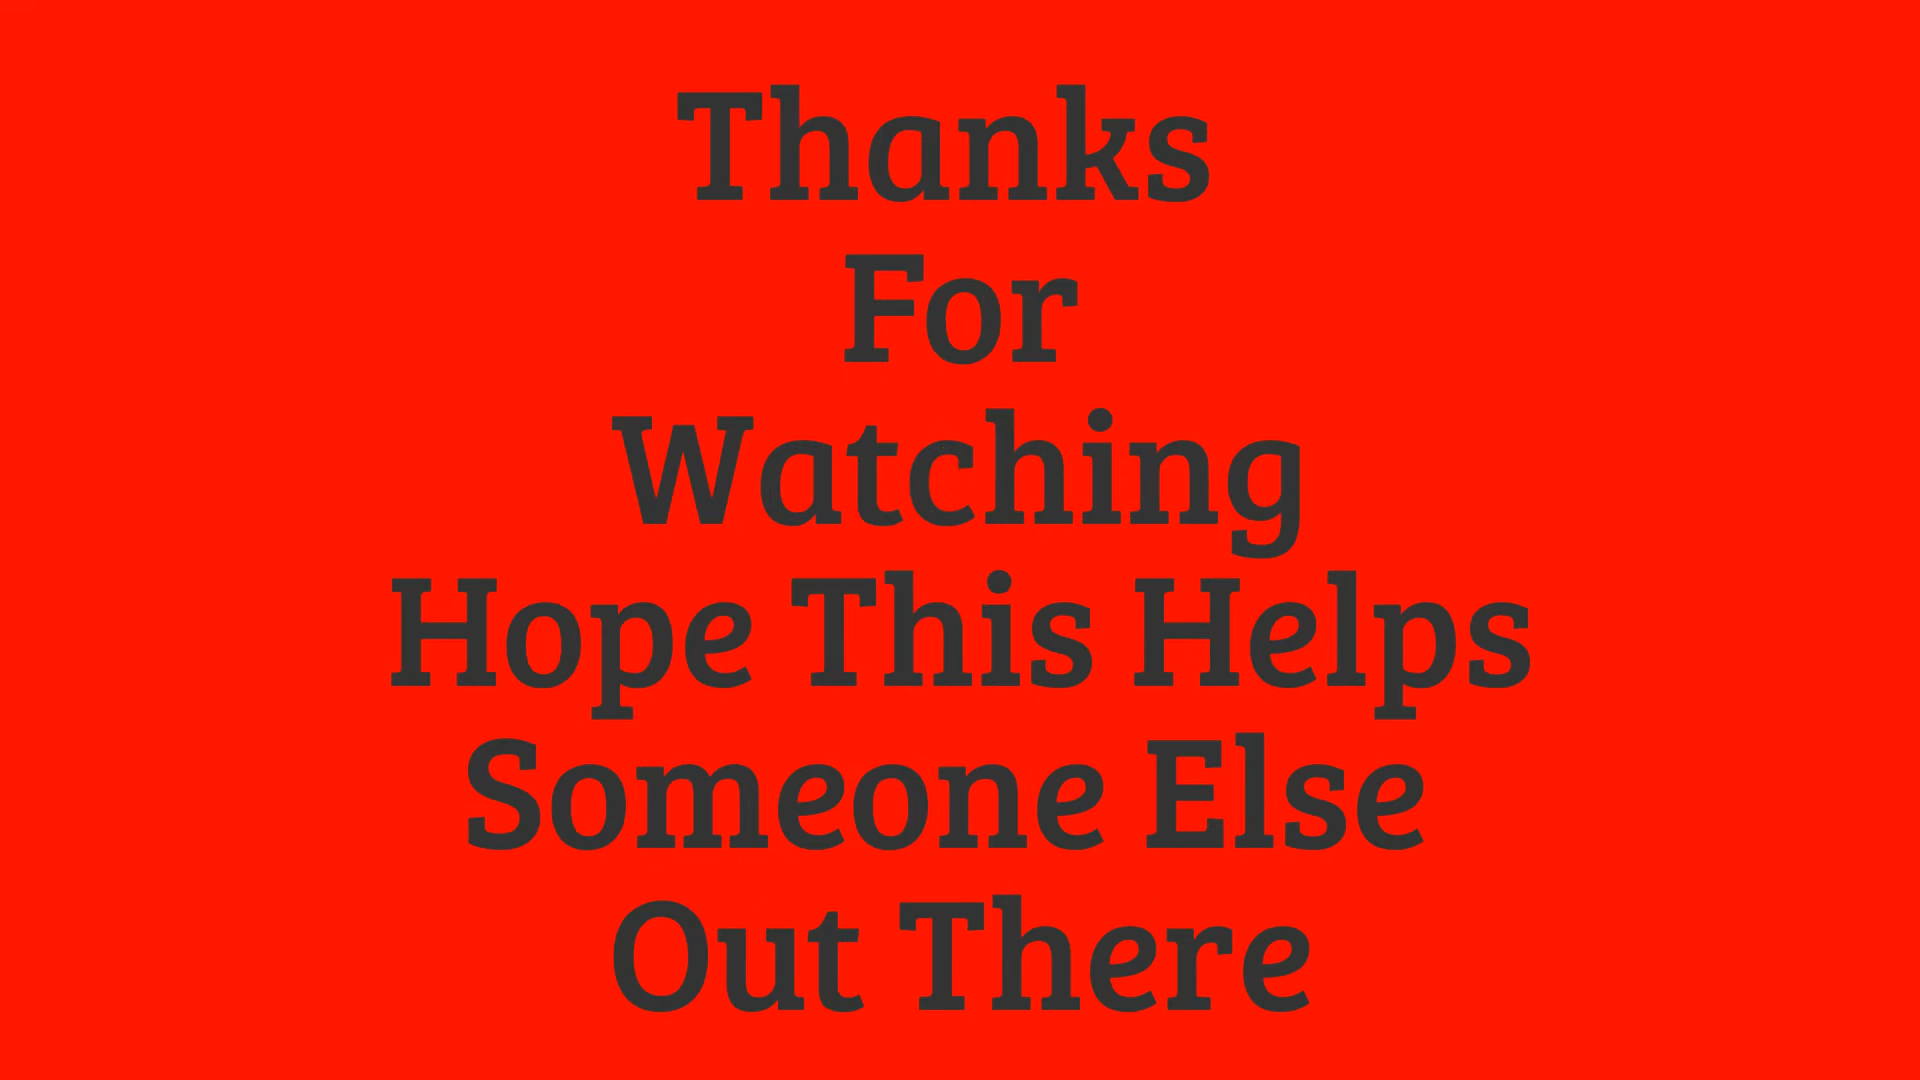 Thanks
For
Watching
Hope This Helps
Someone Else
Out There